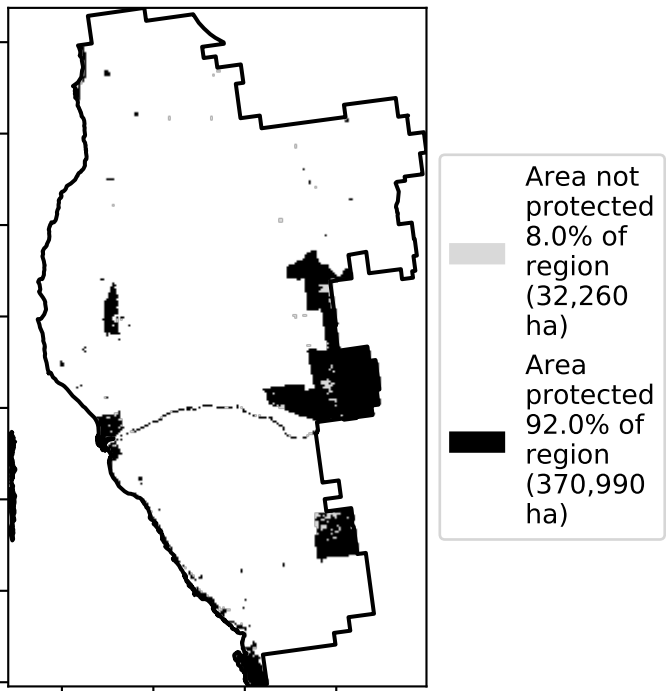 Area not
protected
8.0% of
region
(32,260
ha)
Area
protected
92.0% of
region
(370,990
ha)